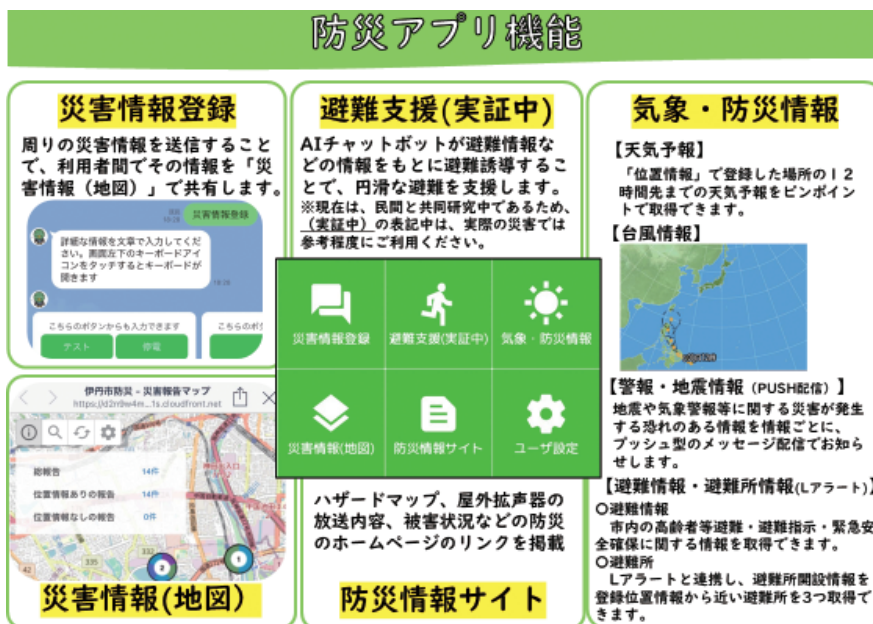 防災アプリ機能
災害情報登録
周りの災害情報を送信すること
で、利用者間でその情報を「災
害情報（地図）」で共有します。
災害情報登録
詳細な情報を文章で入力してくだ
さい。画面左下のキーボードアイ
コンをタッチするとキーボードが
開きます
こちらのボタンからも入力できます
テスト
停電
伊丹市防災 - 災害報告マップ
総報告 14件
位置情報ありの報告 14件
位置情報なしの報告 0件
332
335
42
2
災害情報(地図)
避難支援(実証中)
AIチャットボットが避難情報な
どの情報をもとに避難誘導するこ
とで、円滑な避難を支援します。
※現在は、民間と共同研究中であるため、
（実証中）の表記中は、実際の災害では
参考程度にご利用ください。
災害情報登録
避難支援(実証中)
気象・防災情報
災害情報(地図)
防災情報サイト
ユーザ設定
ハザードマップ、屋外拡声器の
放送内容、被害状況などの防災
のホームページのリンクを掲載
防災情報サイト
気象・防災情報
【天気予報】
「位置情報」で登録した場所の12
時間先までの天気予報をピンポイン
トで取得できます。
【台風情報】
【警報・地震情報（PUSH配信）】
地震や気象警報等に関する災害が発生
する恐れのある情報を情報ごとに、
プッシュ型のメッセージ配信でお知ら
せします。
【避難情報・避難所情報(Lアラート)】
○避難情報
市内の高齢者等避難・避難指示・緊急安
全確保に関する情報を取得できます。
○避難所
Lアラートと連携し、避難所開設情報を
登録位置情報から近い避難所を3つ取得で
きます。